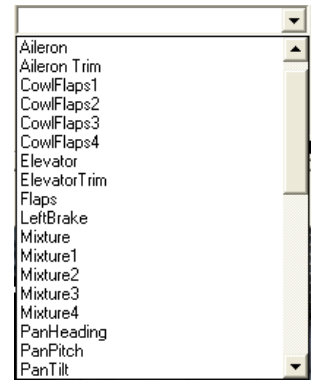 Aileron
Aileron Trim
CowlFlaps1
CowlFlaps2
CowlFlaps3
CowlFlaps4
Elevator
ElevatorTrim
Flaps
LeftBrake
Mixture
Mixture1
Mixture2
Mixture3
Mixture4
PanHeading
PanPitch
PanTilt